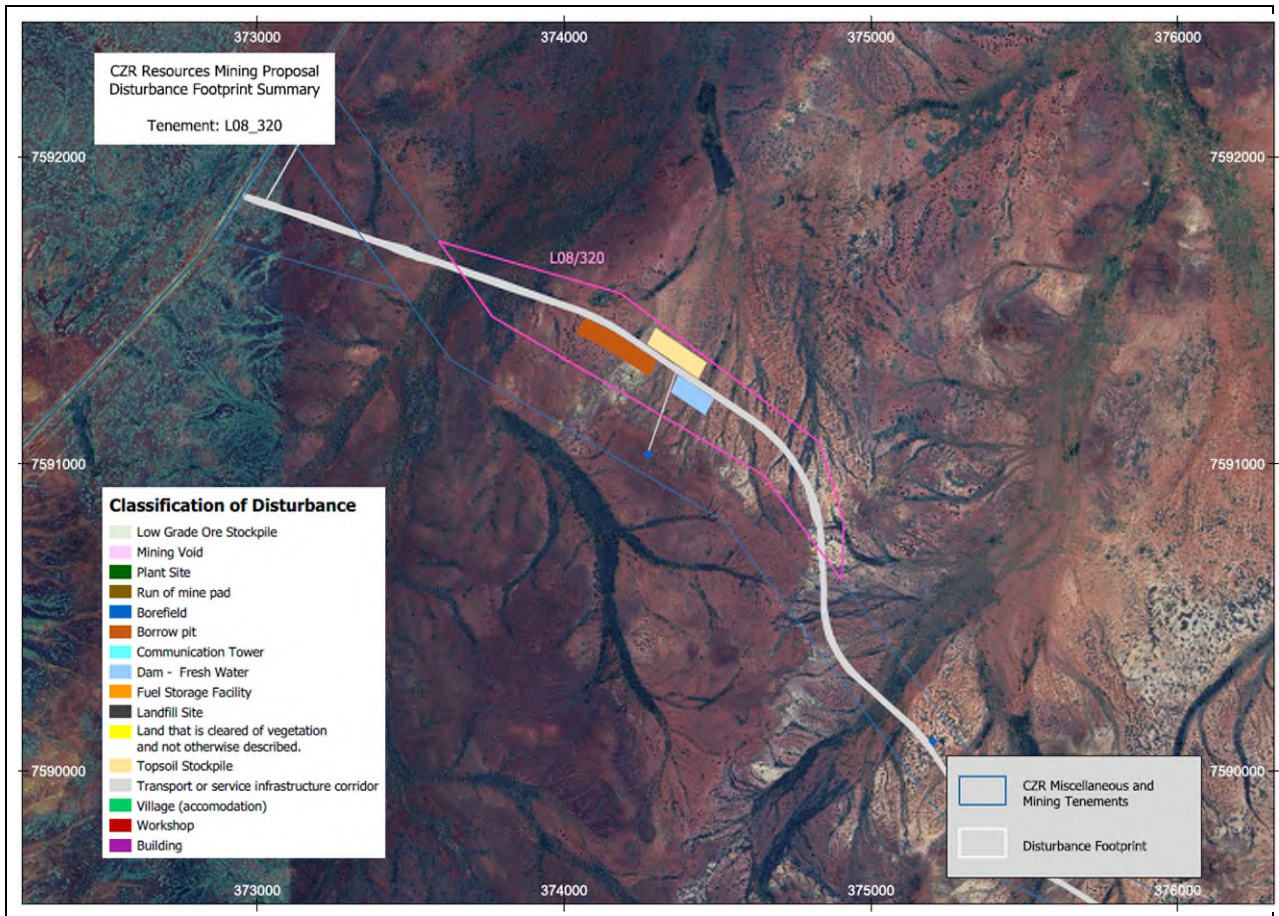 373000
374000
375000
376000
CZR Resources Mining Proposal
Disturbance Footprint Summary
Tenement: L08_320
7592000
7592000
L08/320
7591000
7591000
Classification of Disturbance
Low Grade Ore Stockpile
Mining Void
Plant Site
Run of mine pad
Borefield
Borrow pit
Communication Tower
Dam - Fresh Water
Fuel Storage Facility
Landfill Site
Land that is cleared of vegetation
and not otherwise described.
Topsoil Stockpile
Transport or service infrastructure corridor
Village (accomodation)
Workshop
Building
7590000
7590000
CZR Miscellaneous and
Mining Tenements
Disturbance Footprint
373000
374000
375000
376000